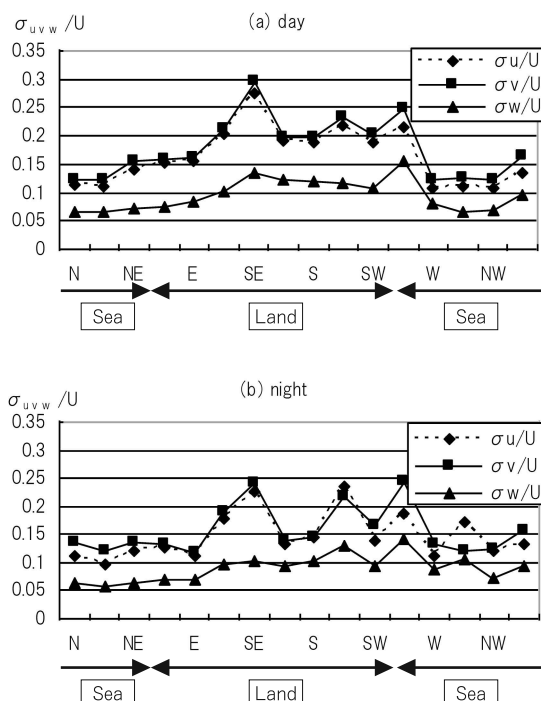 σuvw /U
(a) day
0.35
0.3
0.25
0.2
0.15
0.1
0.05
0
σu/U
σv/U
σw/U
N NE E SE S SW W NW
Sea Land Sea
(b) night
σuvw /U
0.35
0.3
0.25
0.2
0.15
0.1
0.05
0
σu/U
σv/U
σw/U
N NE E SE S SW W NW
Sea Land Sea